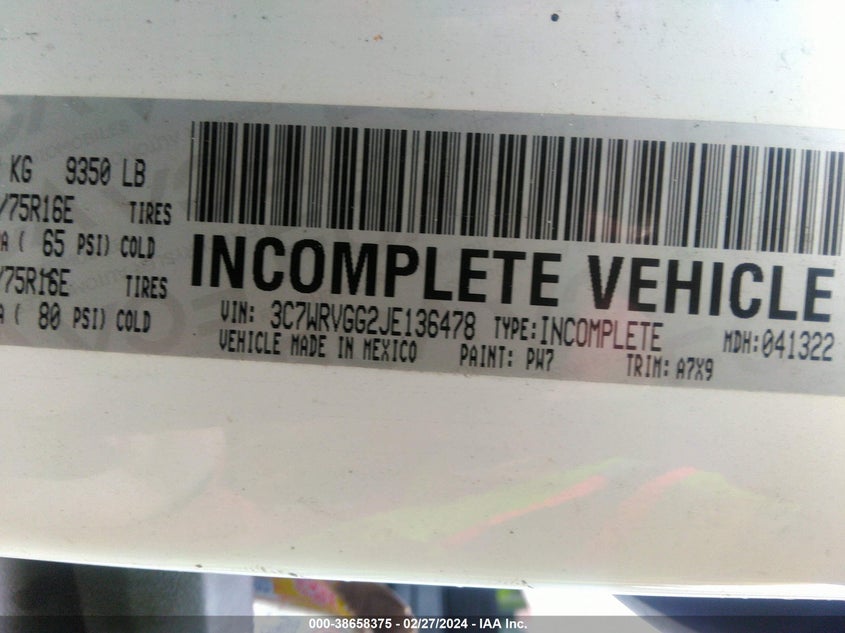 KG 9350 LB
/75R16E TIRES
A ( 65 PSI) COLD
/75R16E TIRES
A ( 80 PSI) COLD
INCOMPLETE VEHICLE
VIN: 3C7WRVGG2JE136478 TYPE:INCOMPLETE MDH:041322
VEHICLE MADE IN MEXICO PAINT: PW7 TRIM: A7X9
000-38658375 - 02/27/2024 - IAA Inc.